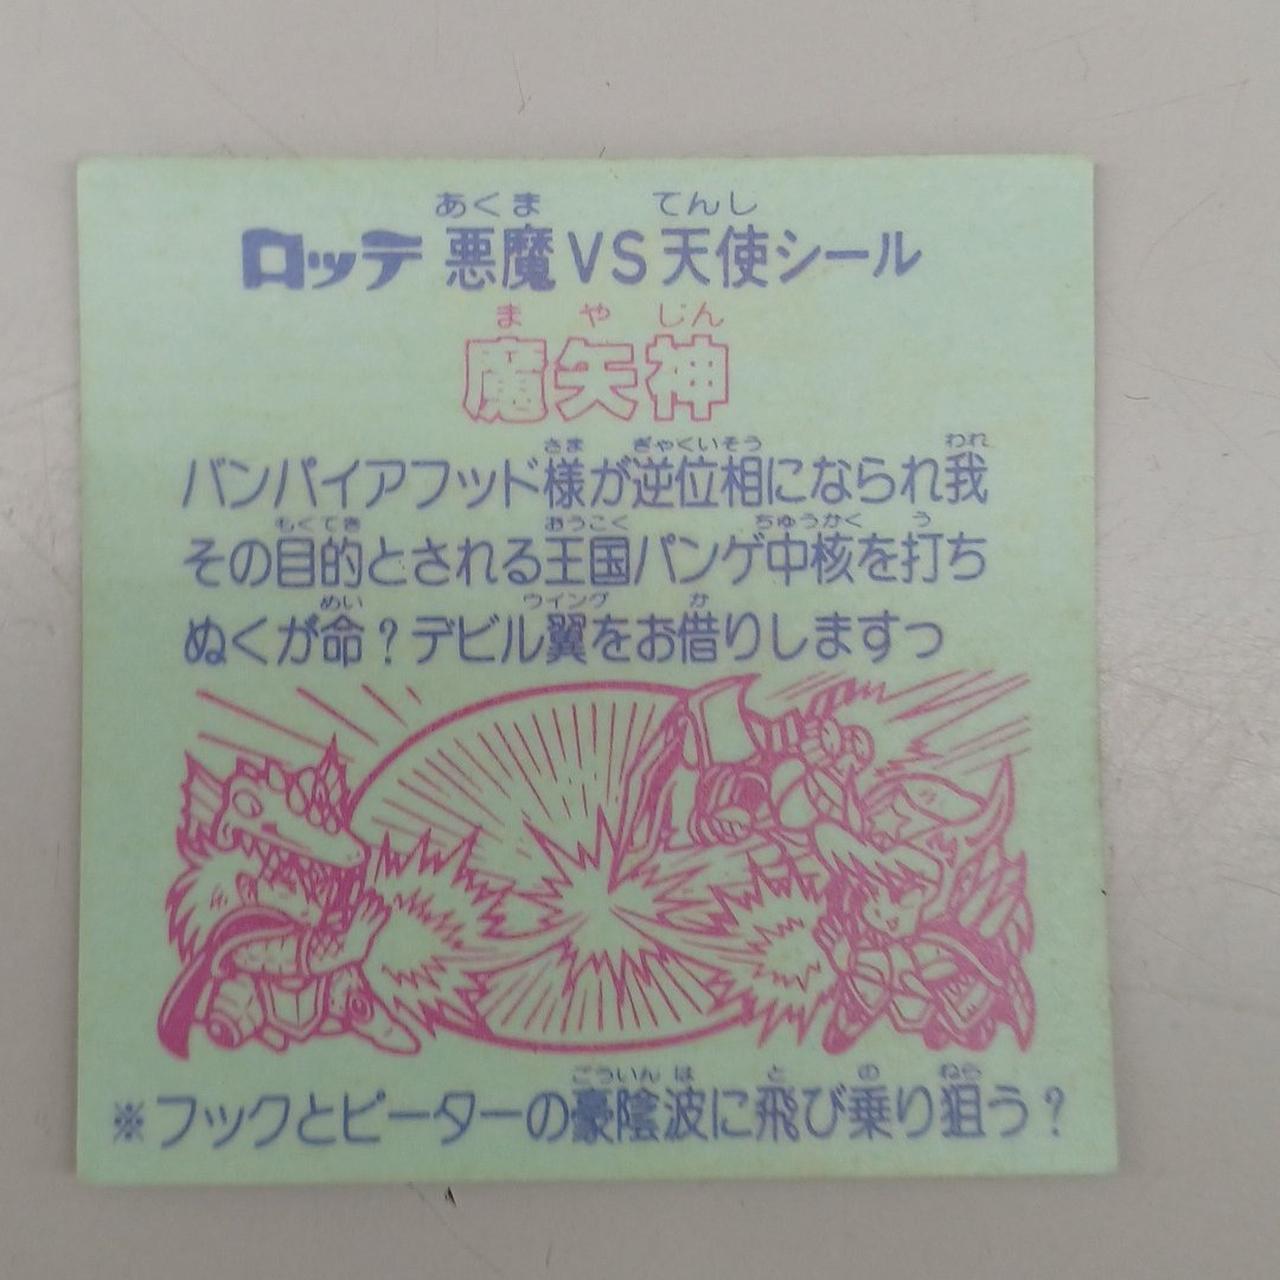 あくま てんし
ロッテ 悪魔VS天使シール
まやじん
魔矢神
さま ぎゃくいそう われ
バンパイアフッド様が逆位相になられ我
もくてき おうこく ちゅうかく う
その目的とされる王国パンゲ中核を打ち
めい ウイング か
ぬくが命?デビル翼をお借りしますっ
ごういん は と の ねら
※フックとピーターの豪陰波に飛び乗り狙う?